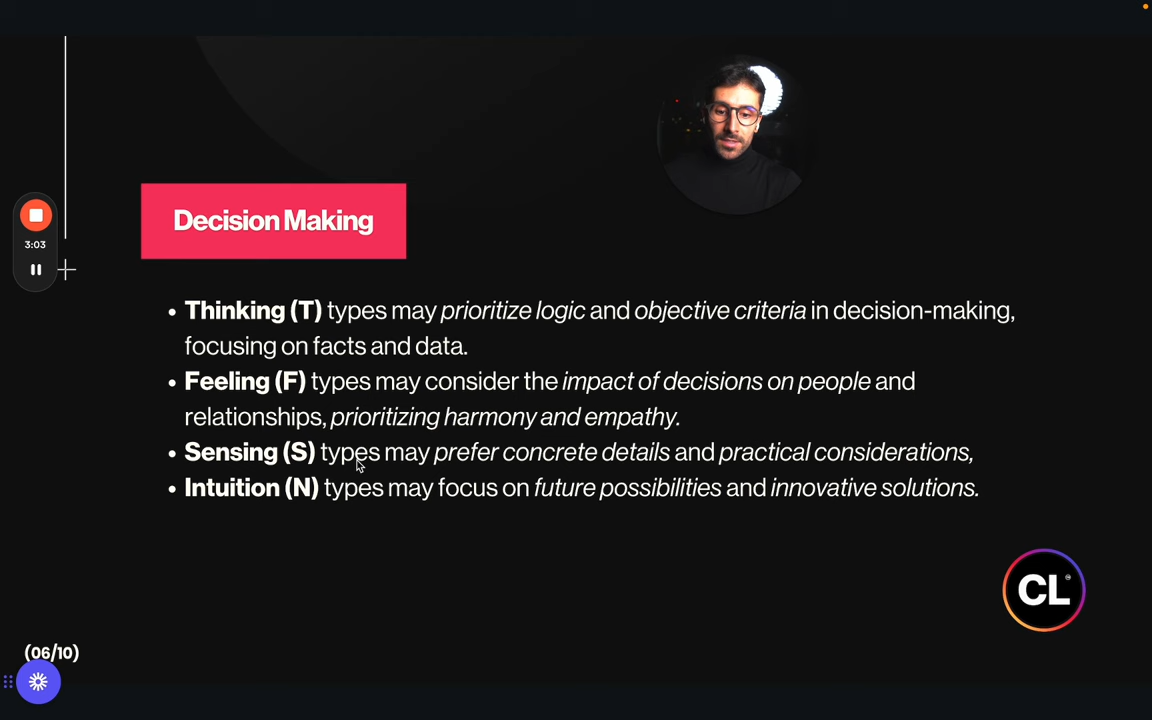 3:03
Decision Making
• Thinking (T) types may prioritize logic and objective criteria in decision-making,
focusing on facts and data.
• Feeling (F) types may consider the impact of decisions on people and
relationships, prioritizing harmony and empathy.
• Sensing (S) types may prefer concrete details and practical considerations,
• Intuition (N) types may focus on future possibilities and innovative solutions.
CL
(06/10)